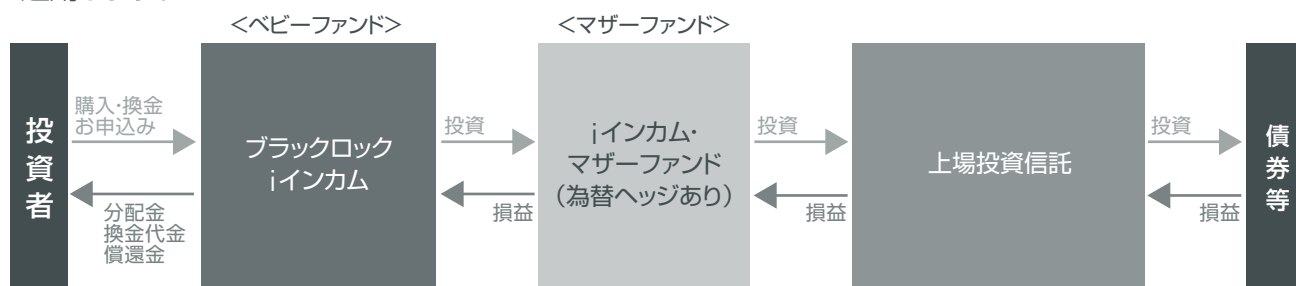 <ベビーファンド>
<マザーファンド>
投資者
購入・換金
お申込み
分配金
換金代金
償還金
ブラックロック
iインカム
投資
損益
iインカム・
マザーファンド
(為替ヘッジあり)
投資
損益
上場投資信託
投資
損益
債券等